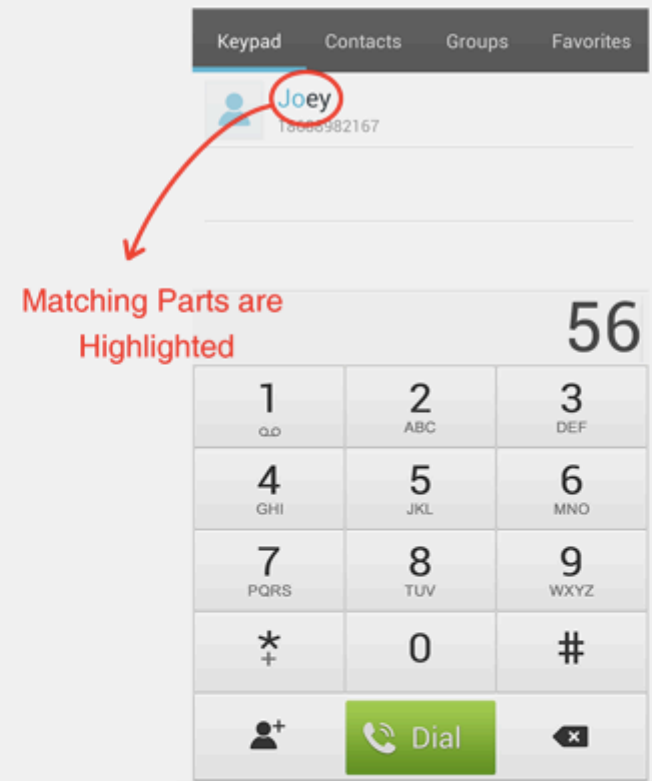 Keypad Contacts Groups Favorites
Joey
18688982167
Matching Parts are
Highlighted
56
1 2 3
ABC DEF
4 5 6
GHI JKL MNO
7 8 9
PQRS TUV WXYZ
* 0 #
+
+ Dial